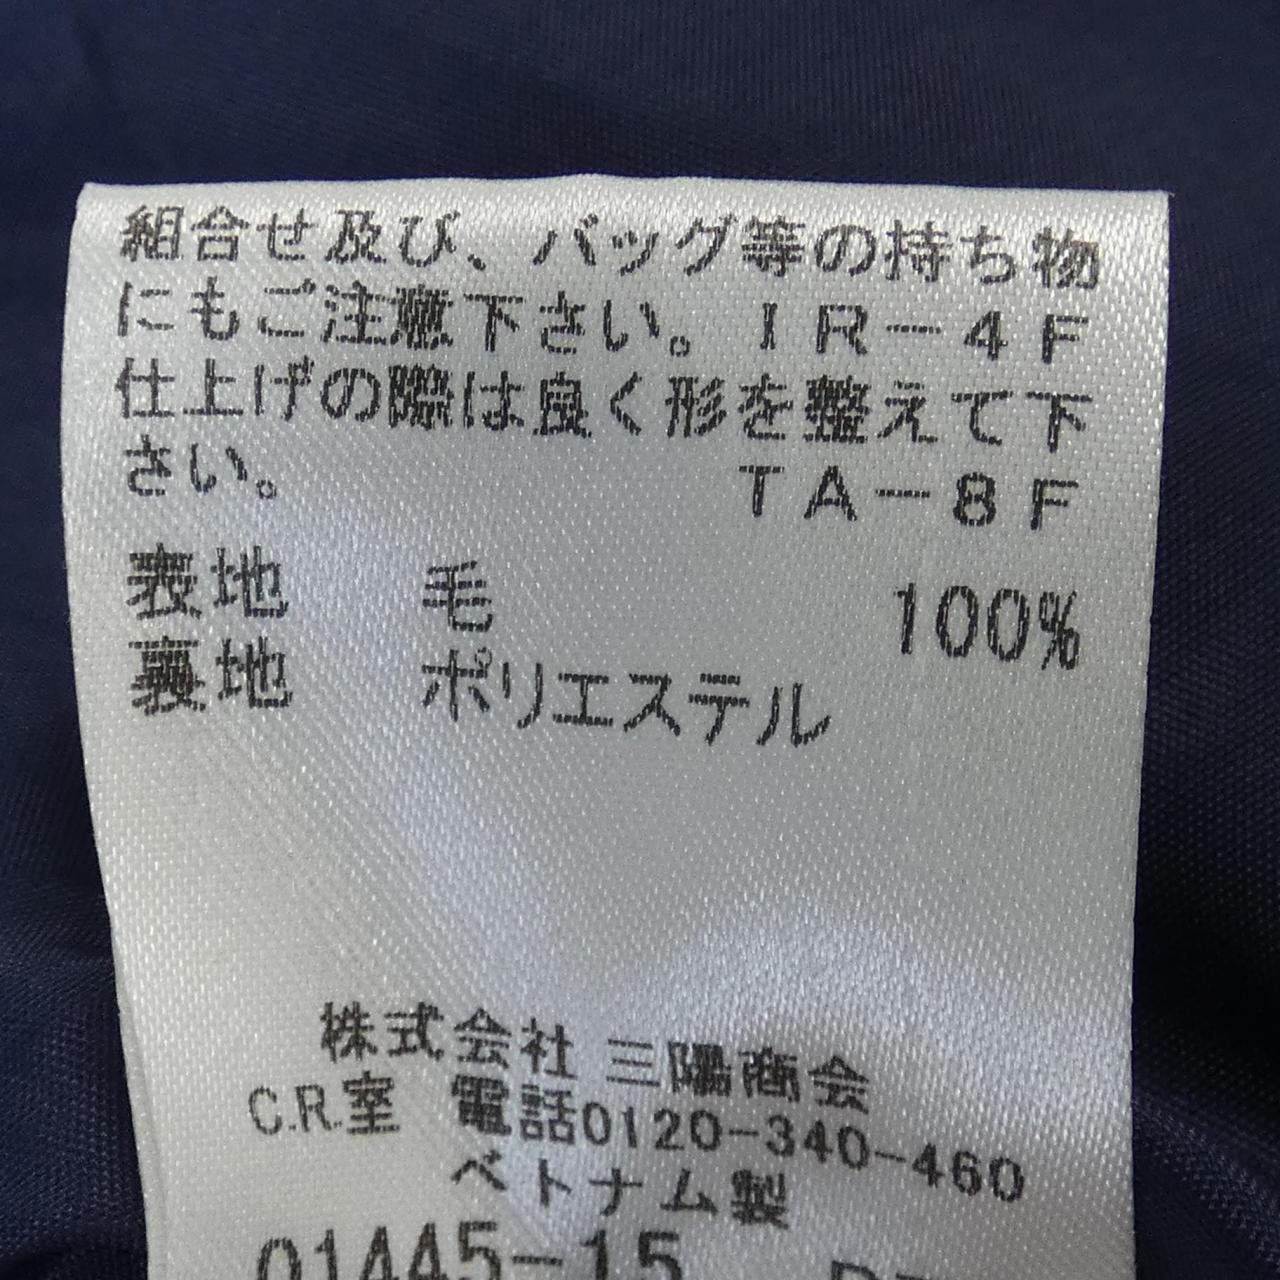 組合せ及び、バッグ等の持ち物
にもご注意下さい。IR-4F
仕上げの際は良く形を整えて下
さい。 TA-8F
表地 毛 100%
裏地 ポリエステル
株式会社 三陽商会
C.R.室 電話0120-340-460
ベトナム製
01445-15